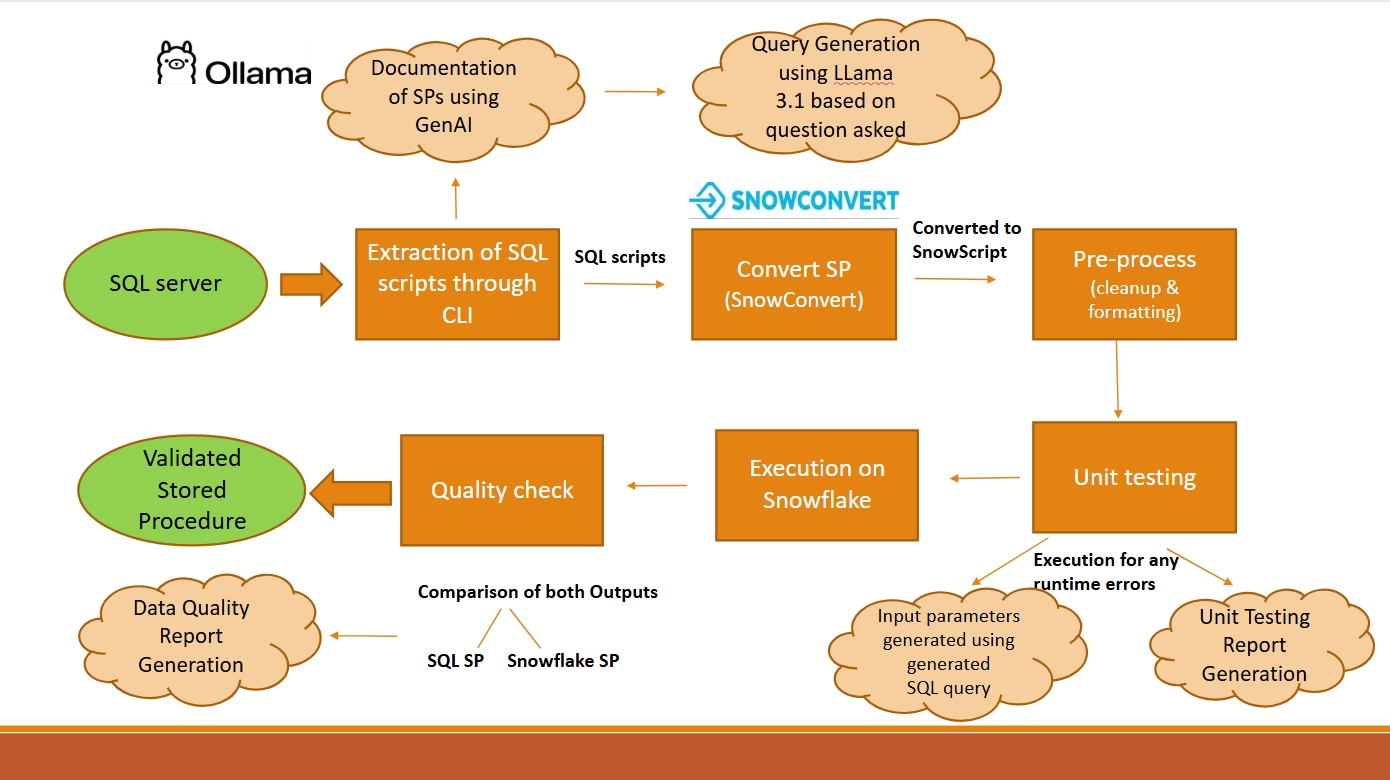 Ollama
Documentation
of SPs using
GenAI
Query Generation
using LLama
3.1 based on
question asked
SNOWCONVERT
SQL server
Extraction of SQL
scripts through
CLI
SQL scripts
Convert SP
(SnowConvert)
Converted to
SnowScript
Pre-process
(cleanup &
formatting)
Validated
Stored
Procedure
Quality check
Execution on
Snowflake
Unit testing
Execution for any
runtime errors
Comparison of both Outputs
SQL SP
Snowflake SP
Data Quality
Report
Generation
Input parameters
generated using
generated
SQL query
Unit Testing
Report
Generation